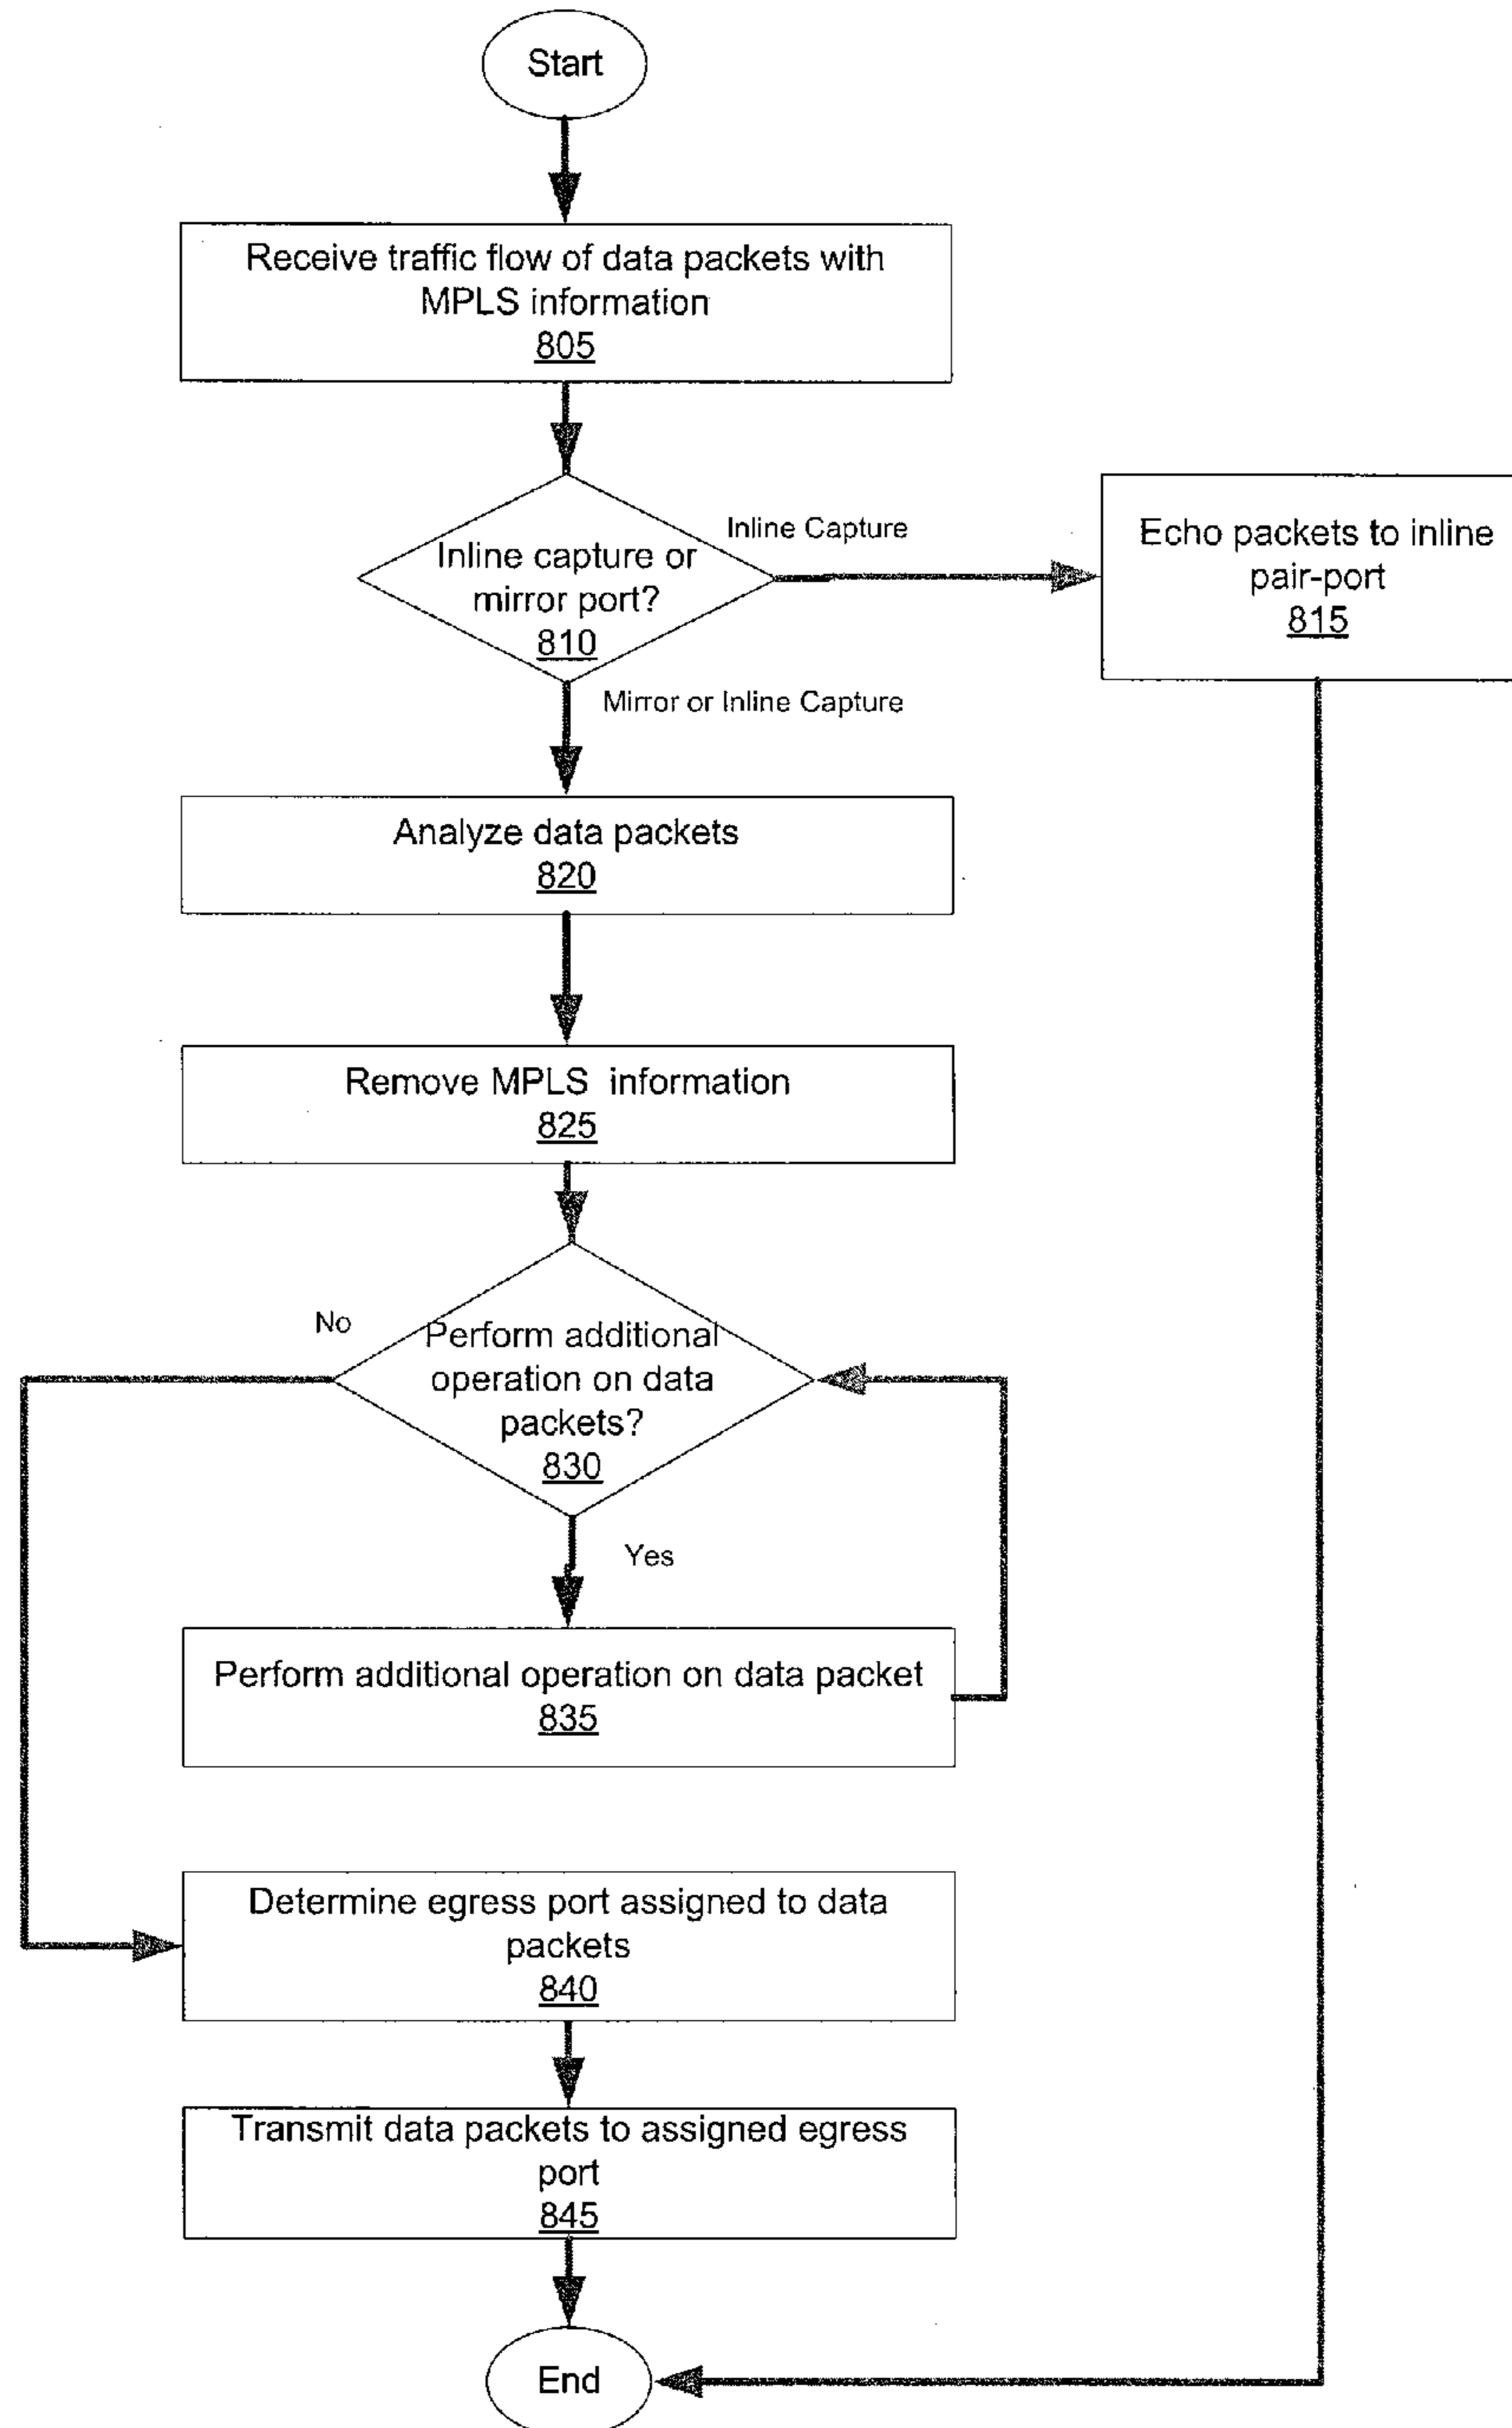 Start
Receive traffic flow of data packets with
MPLS information
805
Inline capture or
mirror port?
810
Inline Capture
Echo packets to inline
pair-port
815
Mirror or Inline Capture
Analyze data packets
820
Remove MPLS information
825
No
Perform additional
operation on data
packets?
830
Yes
Perform additional operation on data packet
835
Determine egress port assigned to data
packets
840
Transmit data packets to assigned egress
port
845
End